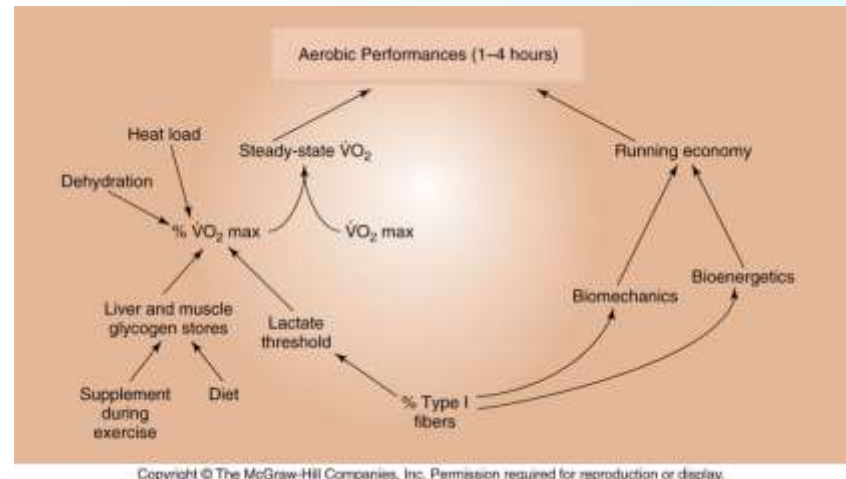 Aerobic Performances (1–4 hours)
Heat load
Steady-state V̇O₂
Running economy
Dehydration
% V̇O₂ max
V̇O₂ max
Bioenergetics
Biomechanics
Liver and muscle
glycogen stores
Lactate
threshold
Supplement
during
exercise
Diet
% Type I
fibers
Copyright © The McGraw-Hill Companies, Inc. Permission required for reproduction or display.